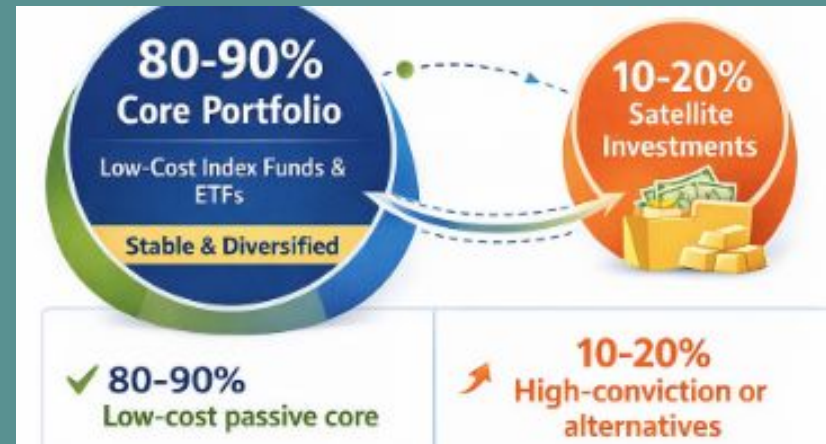 80-90%
Core Portfolio
Low-Cost Index Funds &
ETFs
Stable & Diversified
10-20%
Satellite
Investments
80-90%
Low-cost passive core
10-20%
High-conviction or
alternatives